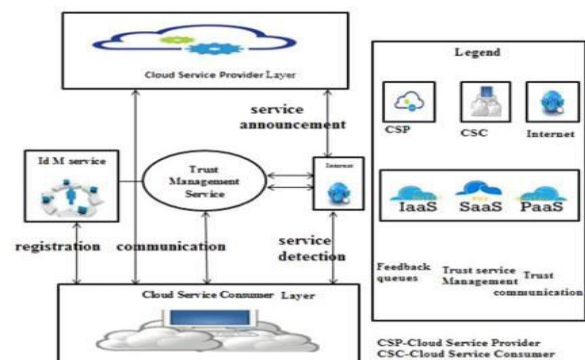 Cloud Service Provider Layer
service
announcement
Id M service
Trust
Management
Service
Internet
registration communication
service
detection
Cloud Service Consumer Layer
Legend
CSP
CSC
Internet
IaaS SaaS PaaS
Feedback
queues
Trust service
Management
Trust
communication
CSP-Cloud Service Provider
CSC-Cloud Service Consumer